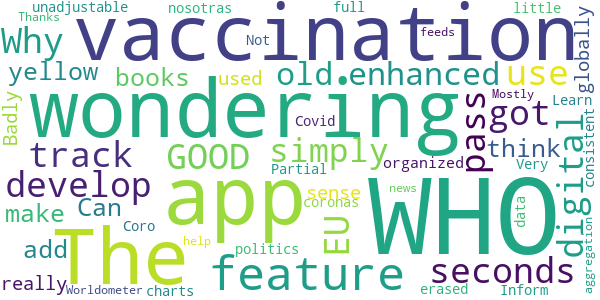 unadjustable nosotras full little
Thanks
vaccination
Why
Not
feeds
globally
yellow books used old enhanced use
Badly
wondering
Mostly
Covid
pass
got
Learn
digital
consistent
track GOOD simply organized think
Partial
Very
develop app WHO
sense
coronas
news
EU
make
Can
Coro
data
add The
help
politics
feature seconds
aggregation
really Worldometer charts erased Inform